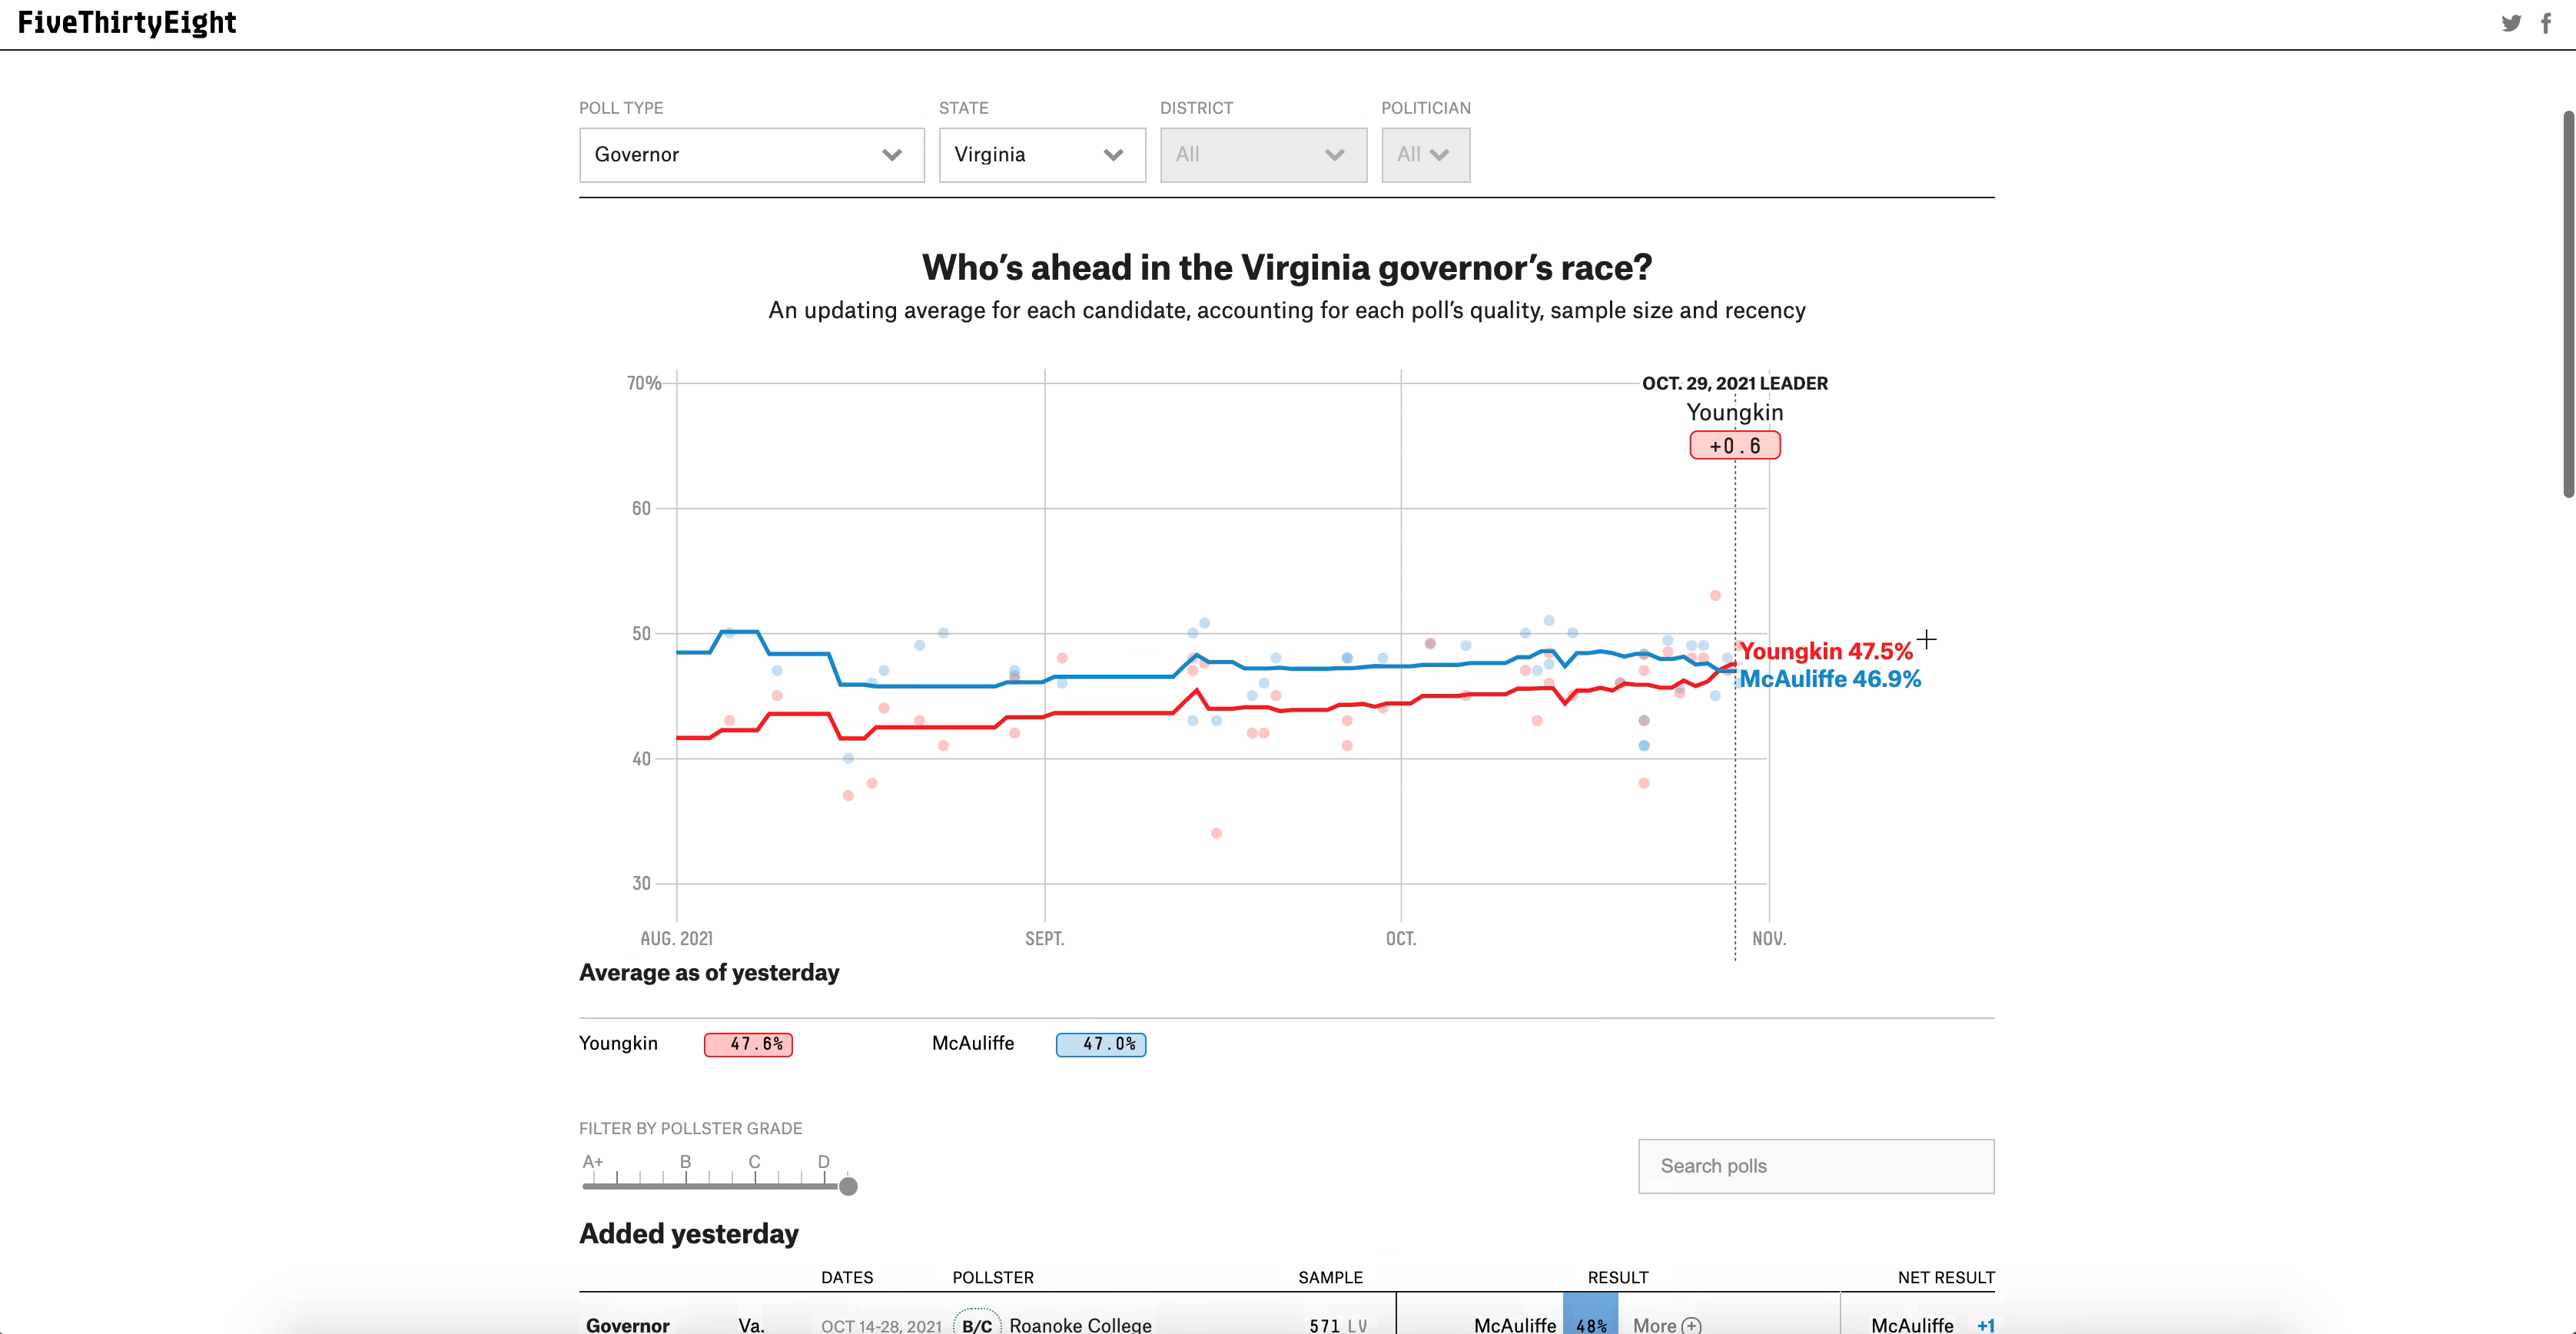 FiveThirtyEight
POLL TYPE STATE DISTRICT POLITICIAN
Governor Virginia All All
Who’s ahead in the Virginia governor’s race?
An updating average for each candidate, accounting for each poll’s quality, sample size and recency
70%
OCT. 29, 2021 LEADER
Youngkin
+0.6
60
50
Youngkin 47.5%
McAuliffe 46.9%
40
30
AUG. 2021 SEPT. OCT. NOV.
Average as of yesterday
Youngkin 47.6% McAuliffe 47.0%
FILTER BY POLLSTER GRADE
A+ B C D
Search polls
Added yesterday
DATES POLLSTER SAMPLE RESULT NET RESULT
Governor Va. OCT 14-28, 2021 B/C Roanoke College 571 LV McAuliffe 48% More McAuliffe +1